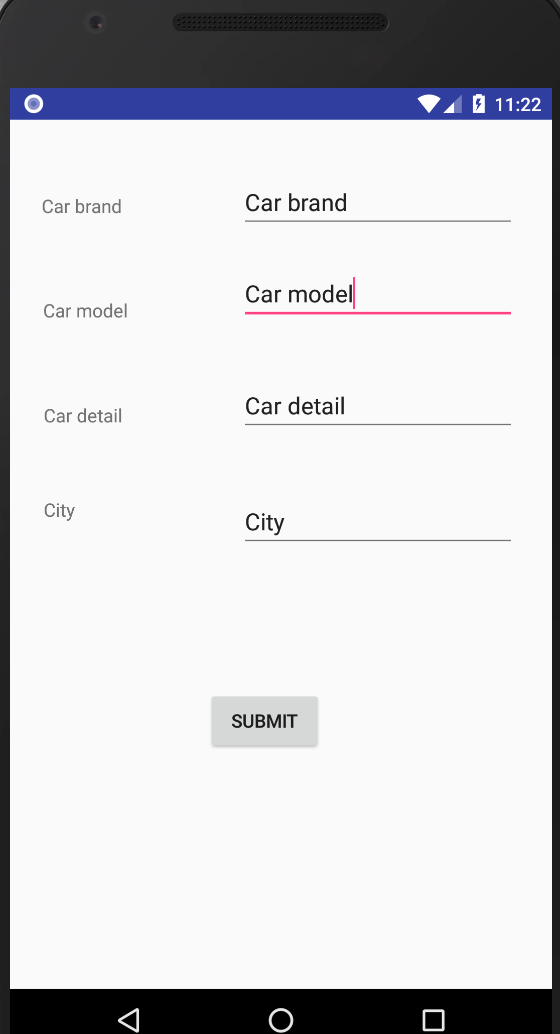 11:22
Car brand Car brand
Car model Car model
Car detail Car detail
City City
SUBMIT